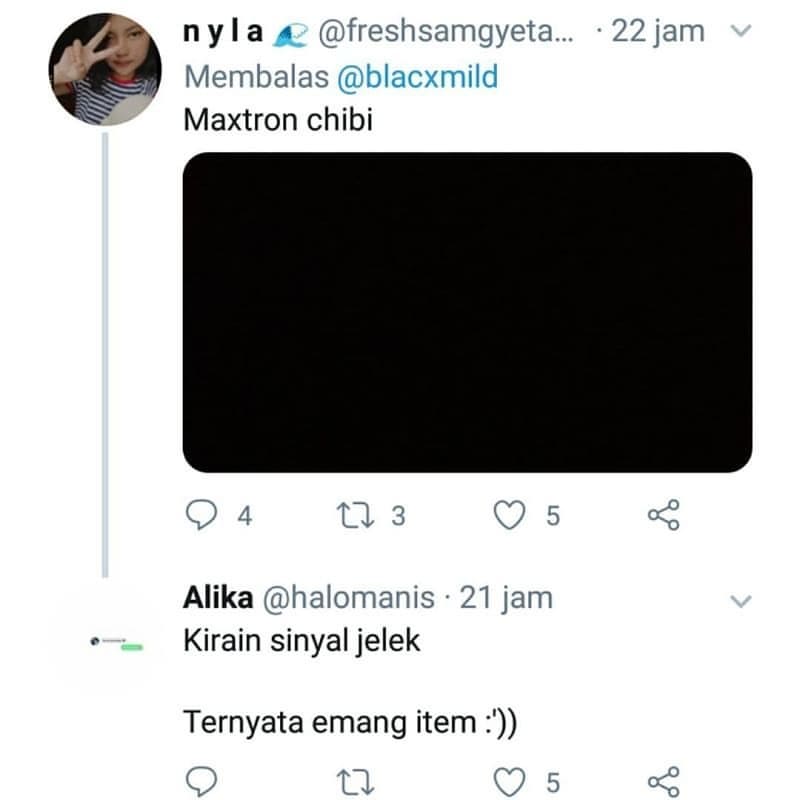 nyla 🌊 @freshsamgyeta... · 22 jam
Membalas @blacxmild
Maxtron chibi
4 3 5
Alika @halomanis · 21 jam
Kirain sinyal jelek
Ternyata emang item :'))
5